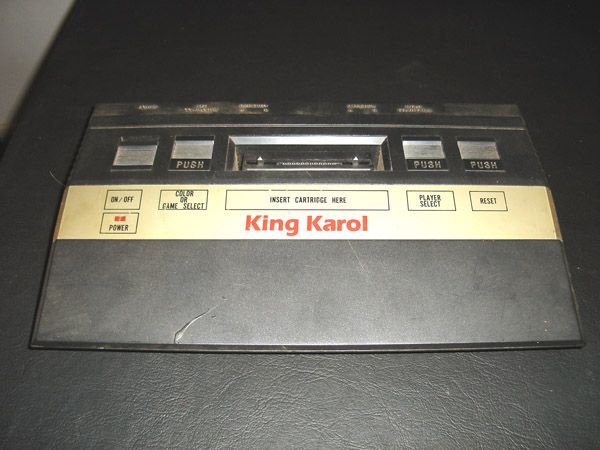 PUSH
PUSH
PUSH
ON/OFF
COLOR
OR
GAME SELECT
INSERT CARTRIDGE HERE
PLAYER
SELECT
RESET
POWER
King Karol